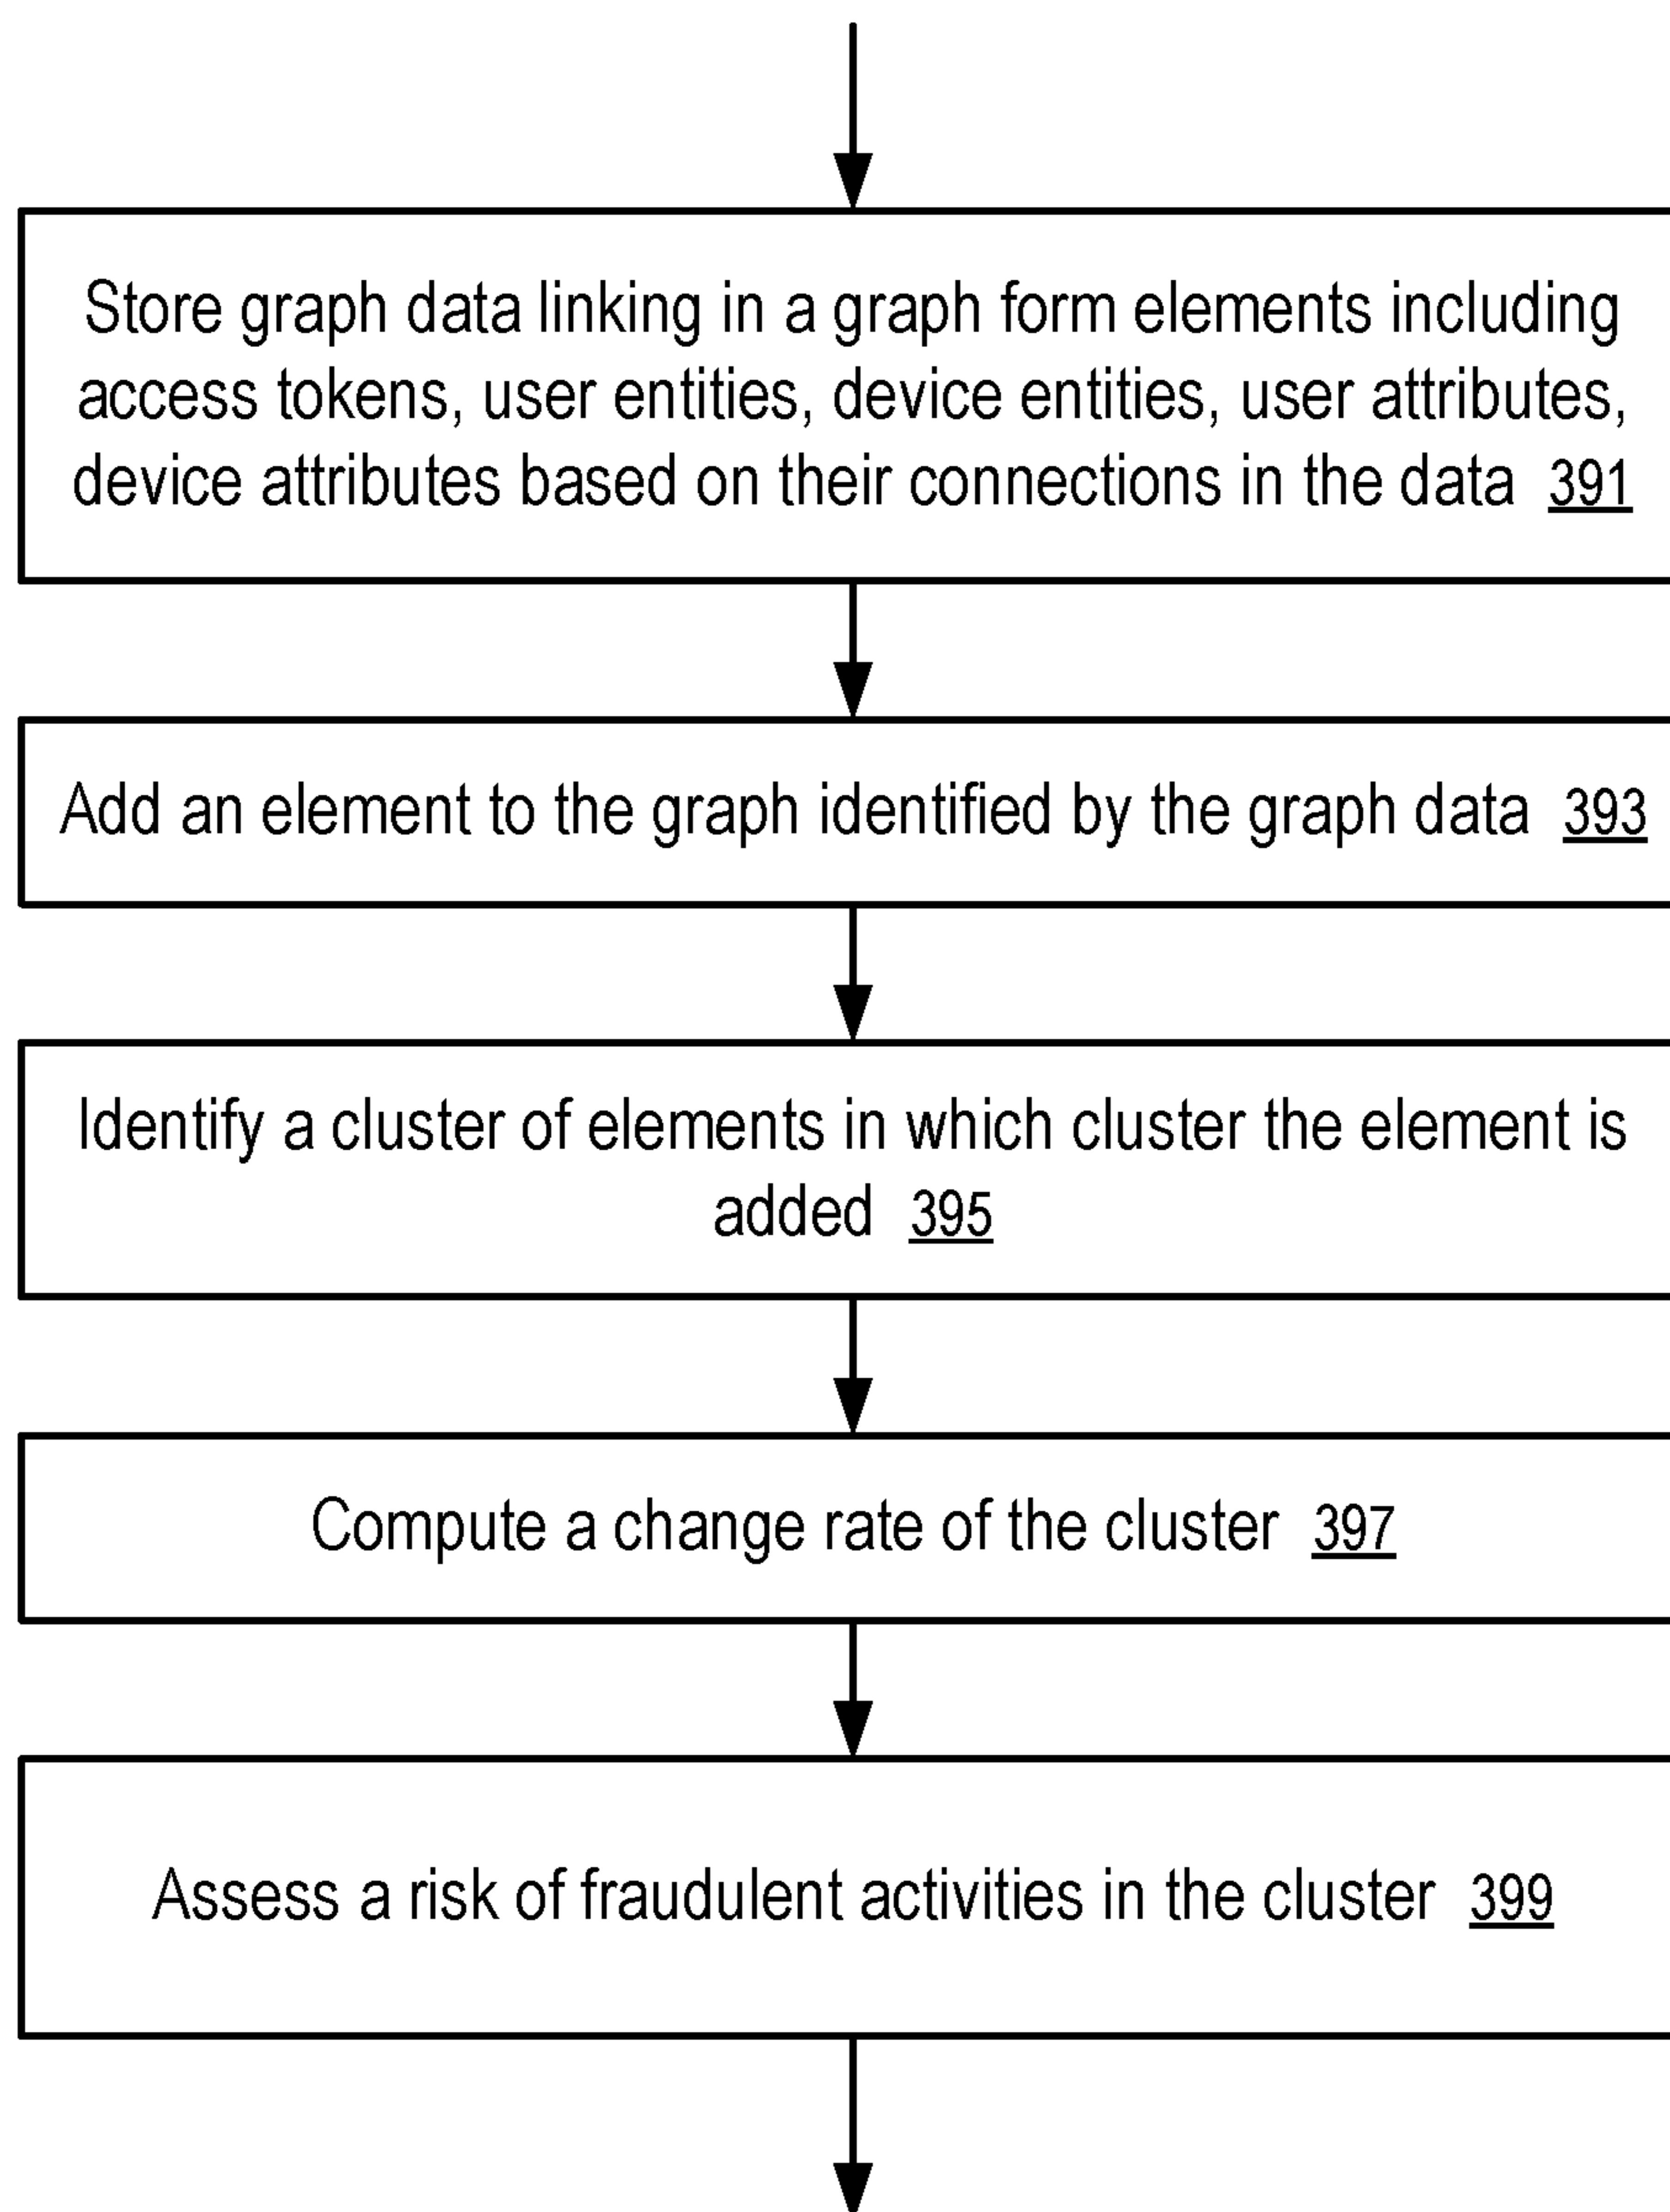 Store graph data linking in a graph form elements including
access tokens, user entities, device entities, user attributes,
device attributes based on their connections in the data 391
Add an element to the graph identified by the graph data 393
Identify a cluster of elements in which cluster the element is
added 395
Compute a change rate of the cluster 397
Assess a risk of fraudulent activities in the cluster 399